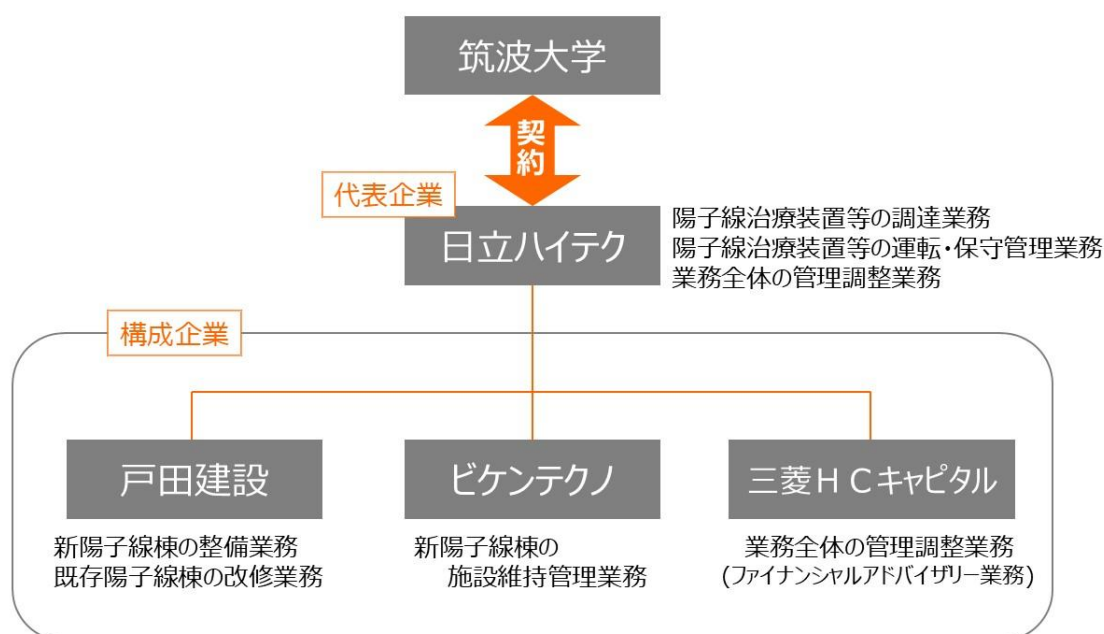 筑波大学
契約
代表企業
日立ハイテク
陽子線治療装置等の調達業務
陽子線治療装置等の運転・保守管理業務
業務全体の管理調整業務
構成企業
戸田建設
新陽子線棟の整備業務
既存陽子線棟の改修業務
ビケンテクノ
新陽子線棟の
施設維持管理業務
三菱ＨＣキャピタル
業務全体の管理調整業務
(ファイナンシャルアドバイザリー業務)